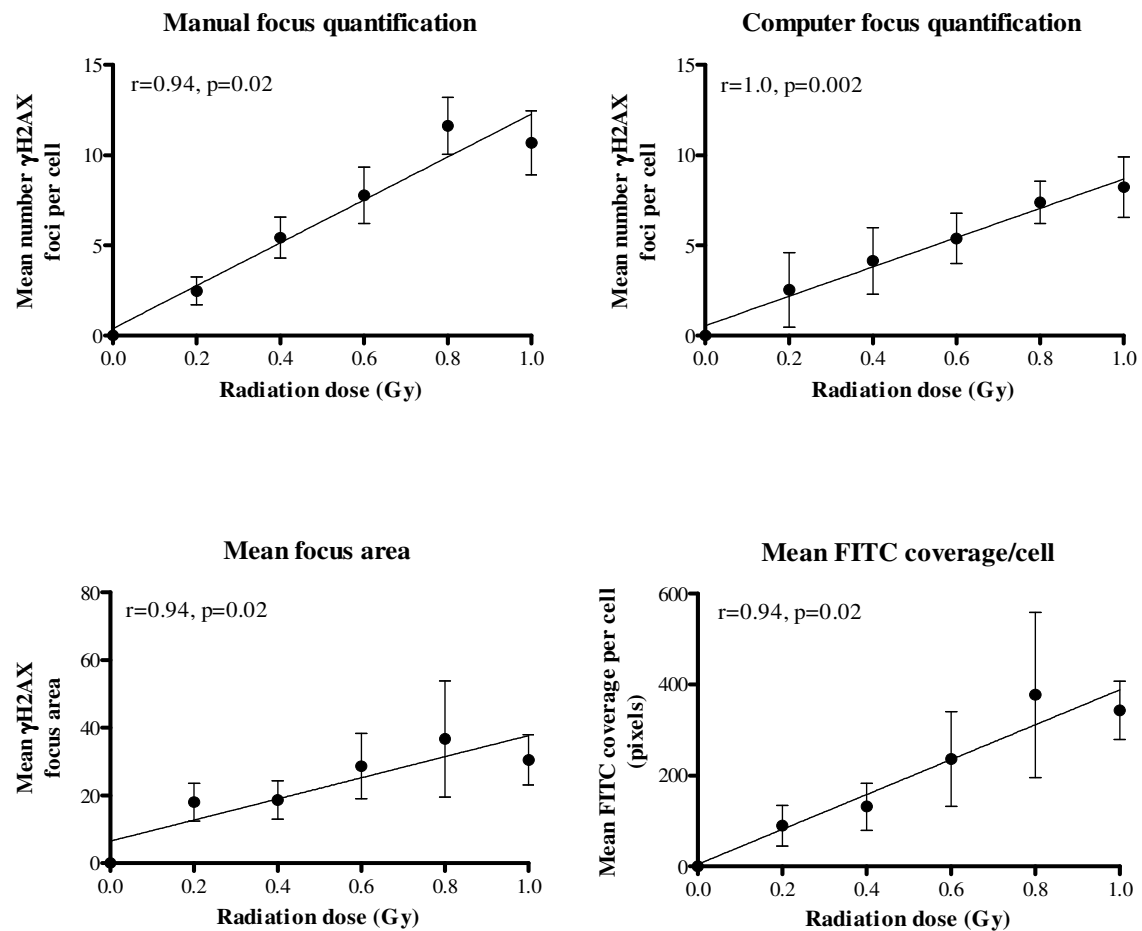 Manual focus quantification
r=0.94, p=0.02
Mean number γH2AX
foci per cell
15
10
5
0
0.0 0.2 0.4 0.6 0.8 1.0
Radiation dose (Gy)
Computer focus quantification
r=1.0, p=0.002
Mean number γH2AX
foci per cell
15
10
5
0
0.0 0.2 0.4 0.6 0.8 1.0
Radiation dose (Gy)
Mean focus area
r=0.94, p=0.02
Mean γH2AX
focus area
80
60
40
20
0
0.0 0.2 0.4 0.6 0.8 1.0
Radiation dose (Gy)
Mean FITC coverage/cell
r=0.94, p=0.02
Mean FITC coverage per cell
(pixels)
600
400
200
0
0.0 0.2 0.4 0.6 0.8 1.0
Radiation dose (Gy)